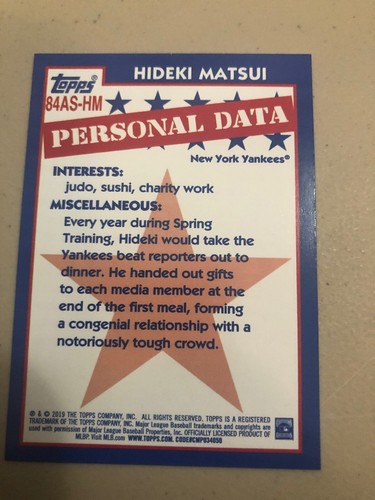 HIDEKI MATSUI
Topps®
84AS-HM
PERSONAL DATA
New York Yankees®
INTERESTS:
judo, sushi, charity work
MISCELLANEOUS:
Every year during Spring
Training, Hideki would take the
Yankees beat reporters out to
dinner. He handed out gifts
to each media member at the
end of the first meal, forming
a congenial relationship with a
notoriously tough crowd.
® & © 2019 THE TOPPS COMPANY, INC. ALL RIGHTS RESERVED. TOPPS IS A REGISTERED
TRADEMARK OF THE TOPPS COMPANY, INC. Major League Baseball trademarks and copyrights are
used with permission of Major League Baseball Properties, Inc. OFFICIALLY LICENSED PRODUCT OF
MLBP. Visit MLB.com WWW.TOPPS.COM. CODE#CMP034050